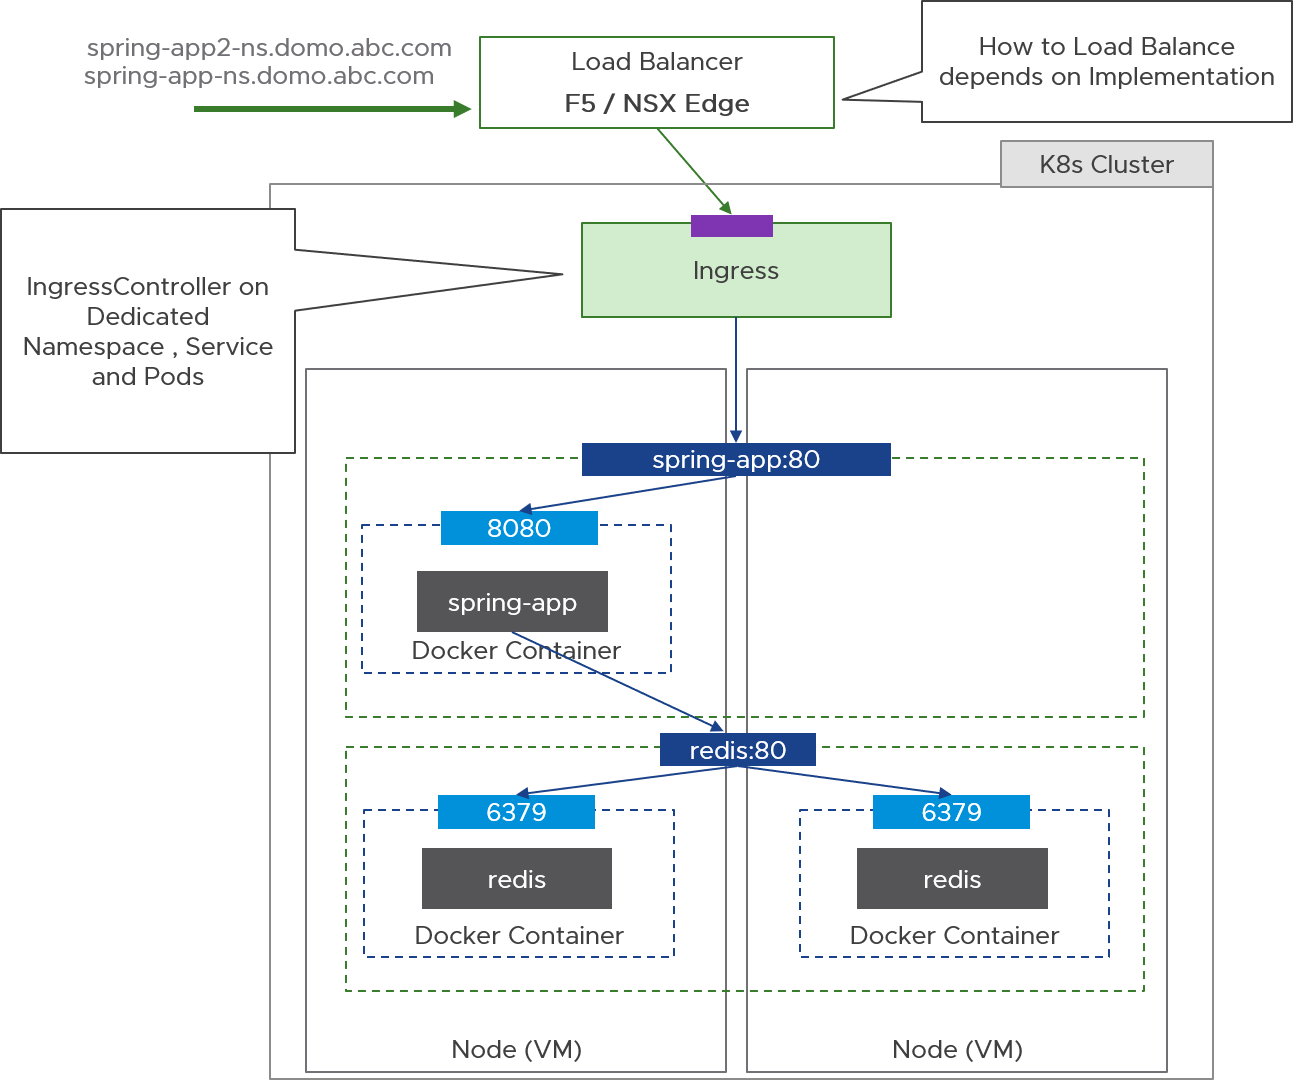 spring-app2-ns.domo.abc.com
spring-app-ns.domo.abc.com
Load Balancer
F5 / NSX Edge
How to Load Balance
depends on Implementation
K8s Cluster
IngressController on
Dedicated
Namespace , Service
and Pods
Ingress
spring-app:80
8080
spring-app
Docker Container
redis:80
6379
redis
Docker Container
6379
redis
Docker Container
Node (VM)
Node (VM)